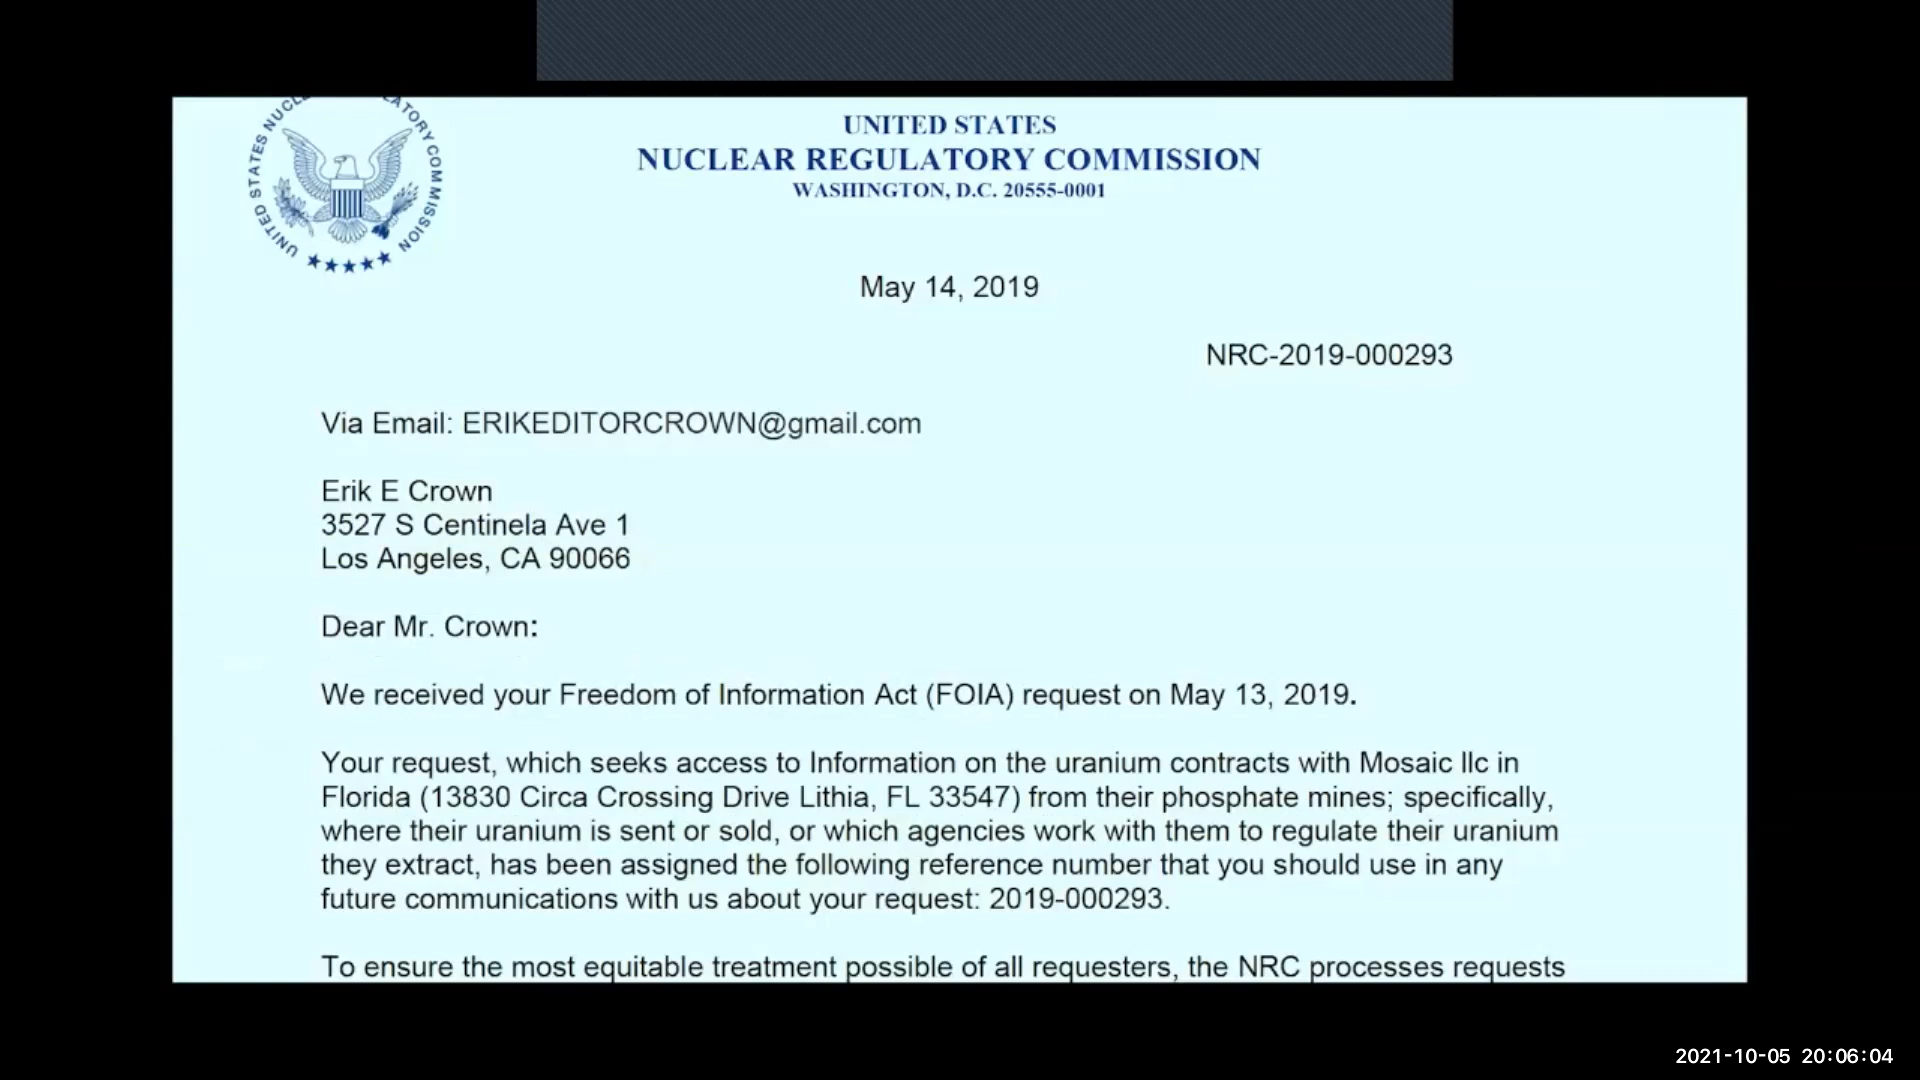 UNITED STATES
NUCLEAR REGULATORY COMMISSION
WASHINGTON, D.C. 20555-0001
UNITED STATES NUCL ATORY COMMISSION
May 14, 2019
NRC-2019-000293
Via Email: ERIKEDITORCROWN@gmail.com
Erik E Crown
3527 S Centinela Ave 1
Los Angeles, CA 90066
Dear Mr. Crown:
We received your Freedom of Information Act (FOIA) request on May 13, 2019.
Your request, which seeks access to Information on the uranium contracts with Mosaic llc in
Florida (13830 Circa Crossing Drive Lithia, FL 33547) from their phosphate mines; specifically,
where their uranium is sent or sold, or which agencies work with them to regulate their uranium
they extract, has been assigned the following reference number that you should use in any
future communications with us about your request: 2019-000293.
To ensure the most equitable treatment possible of all requesters, the NRC processes requests
2021-10-05 20:06:04